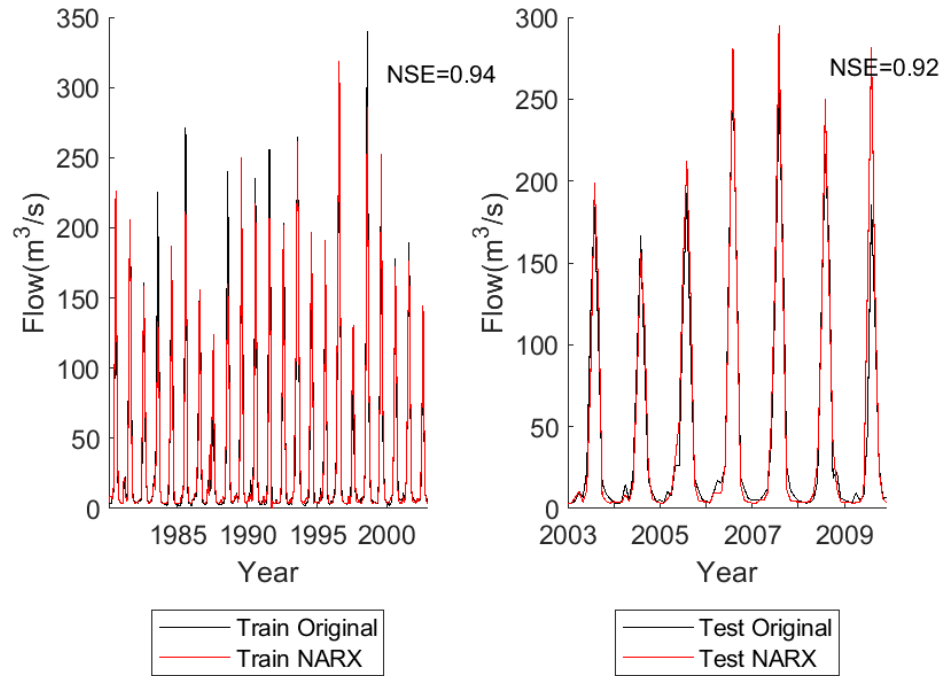 350
300
250
200
150
100
50
0
Flow(m³/s)
NSE=0.94
1985 1990 1995 2000
Year
Train Original
Train NARX
300
250
200
150
100
50
0
Flow(m³/s)
NSE=0.92
2003 2005 2007 2009
Year
Test Original
Test NARX